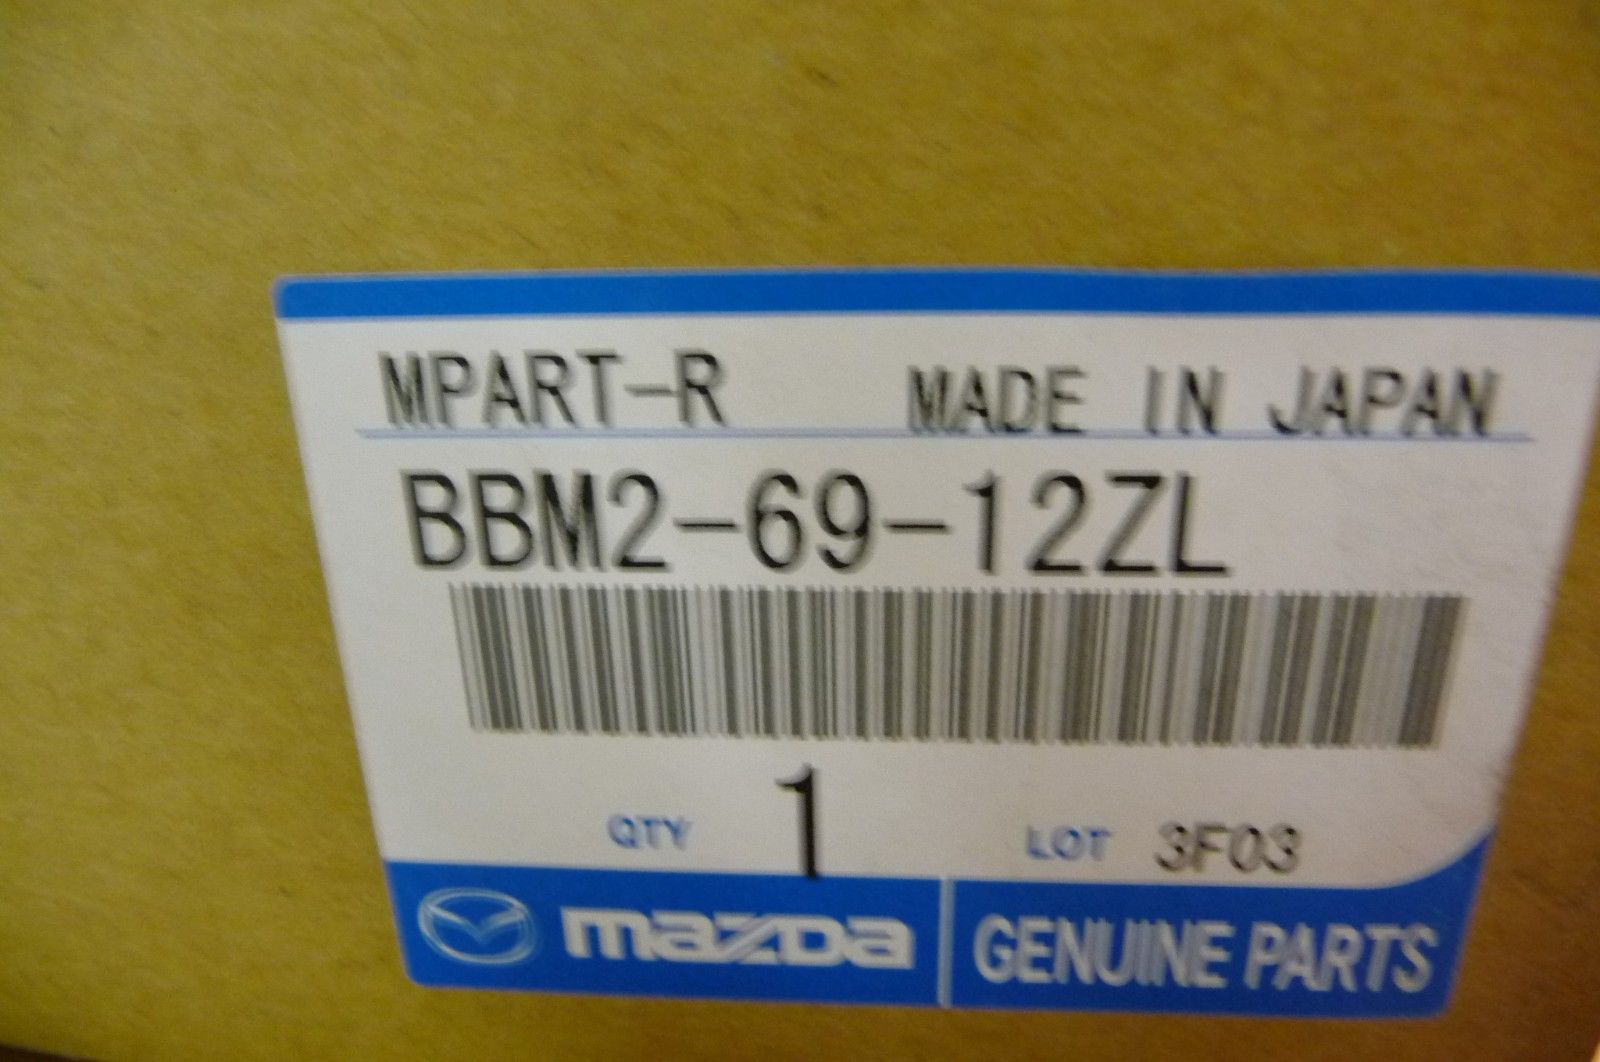 MPART-R MADE IN JAPAN
BBM2-69-12ZL
QTY 1 LOT 3F03
mazda GENUINE PARTS